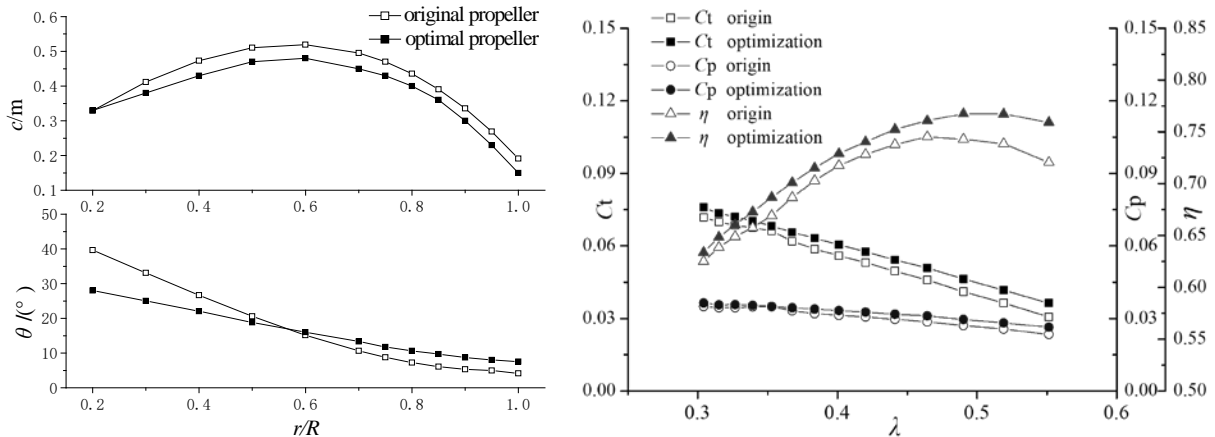 original propeller
optimal propeller
0.6
0.5
0.4
0.3
0.2
0.1
c/m
0.2 0.4 0.6 0.8 1.0
50
40
30
20
10
0
θ /(°)
0.2 0.4 0.6 0.8 1.0
r/R
Ct origin
Ct optimization
Cp origin
Cp optimization
η origin
η optimization
0.15
0.12
0.09
0.06
0.03
0.00
Ct
0.3 0.4 0.5 0.6
λ
0.15
0.12
0.09
0.06
0.03
0.00
Cp
0.85
0.80
0.75
0.70
0.65
0.60
0.55
0.50
η